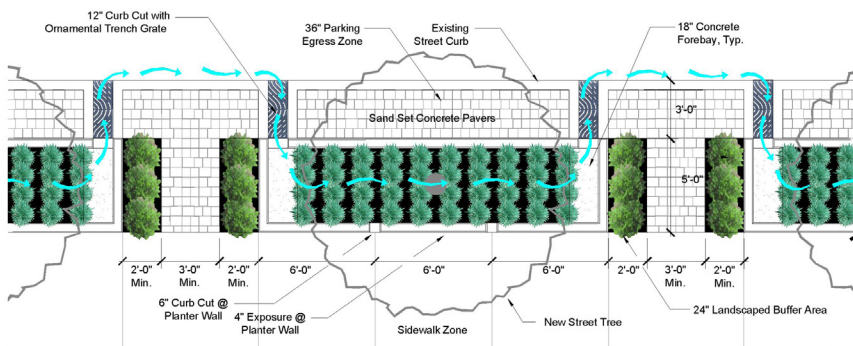 12" Curb Cut with
Ornamental Trench Grate
36" Parking
Egress Zone
Existing
Street Curb
18" Concrete
Forebay, Typ.
Sand Set Concrete Pavers
3'-0"
5'-0"
2'-0"
Min.
3'-0"
Min.
2'-0"
Min.
6'-0"
6'-0"
6'-0"
2'-0"
3'-0"
Min.
2'-0"
Min.
6" Curb Cut @
Planter Wall
4" Exposure @
Planter Wall
Sidewalk Zone
New Street Tree
24" Landscaped Buffer Area